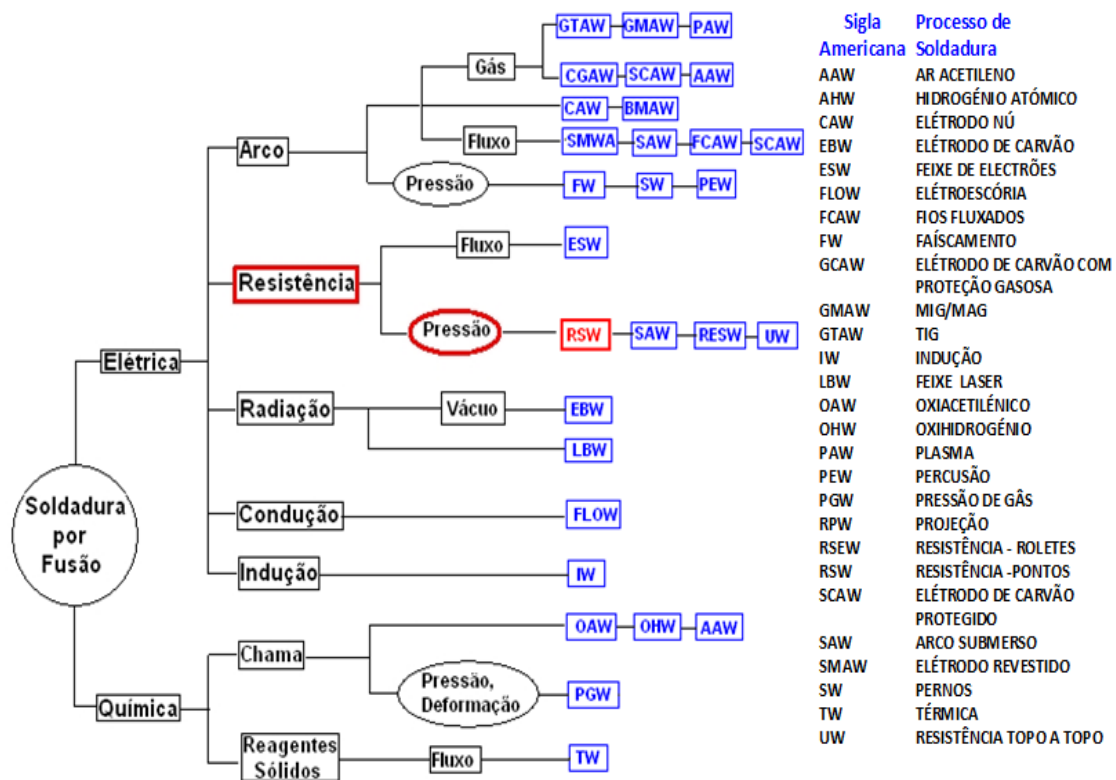 GTAW GMAW PAW
Gás
CGAW SCAW AAW
CAW BMAW
Arco
Fluxo SMWA SAW FCAW SCAW
Pressão FW SW PEW
Fluxo ESW
Resistência
Pressão RSW SAW RESW UW
Elétrica
Radiação Vácuo EBW
LBW
Soldadura
por
Fusão
Condução FLOW
Indução IW
OAW OHW AAW
Chama
Pressão,
Deformação PGW
Química
Reagentes
Sólidos Fluxo TW
Sigla Processo de
Americana Soldadura
AAW AR ACETILENO
AHW HIDROGÉNIO ATÓMICO
CAW ELÉTRODO NÚ
EBW ELÉTRODO DE CARVÃO
ESW FEIXE DE ELECTRÕES
FLOW ELÉTROESCÓRIA
FCAW FIOS FLUXADOS
FW FAÍSCAMENTO
GCAW ELÉTRODO DE CARVÃO COM
PROTEÇÃO GASOSA
GMAW MIG/MAG
GTAW TIG
IW INDUÇÃO
LBW FEIXE LASER
OAW OXIACETILÉNICO
OHW OXIHIDROGÉNIO
PAW PLASMA
PEW PERCUSÃO
PGW PRESSÃO DE GÂS
RPW PROJEÇÃO
RSEW RESISTÊNCIA - ROLETES
RSW RESISTÊNCIA -PONTOS
SCAW ELÉTRODO DE CARVÃO
PROTEGIDO
SAW ARCO SUBMERSO
SMAW ELÉTRODO REVESTIDO
SW PERNOS
TW TÉRMICA
UW RESISTÊNCIA TOPO A TOPO